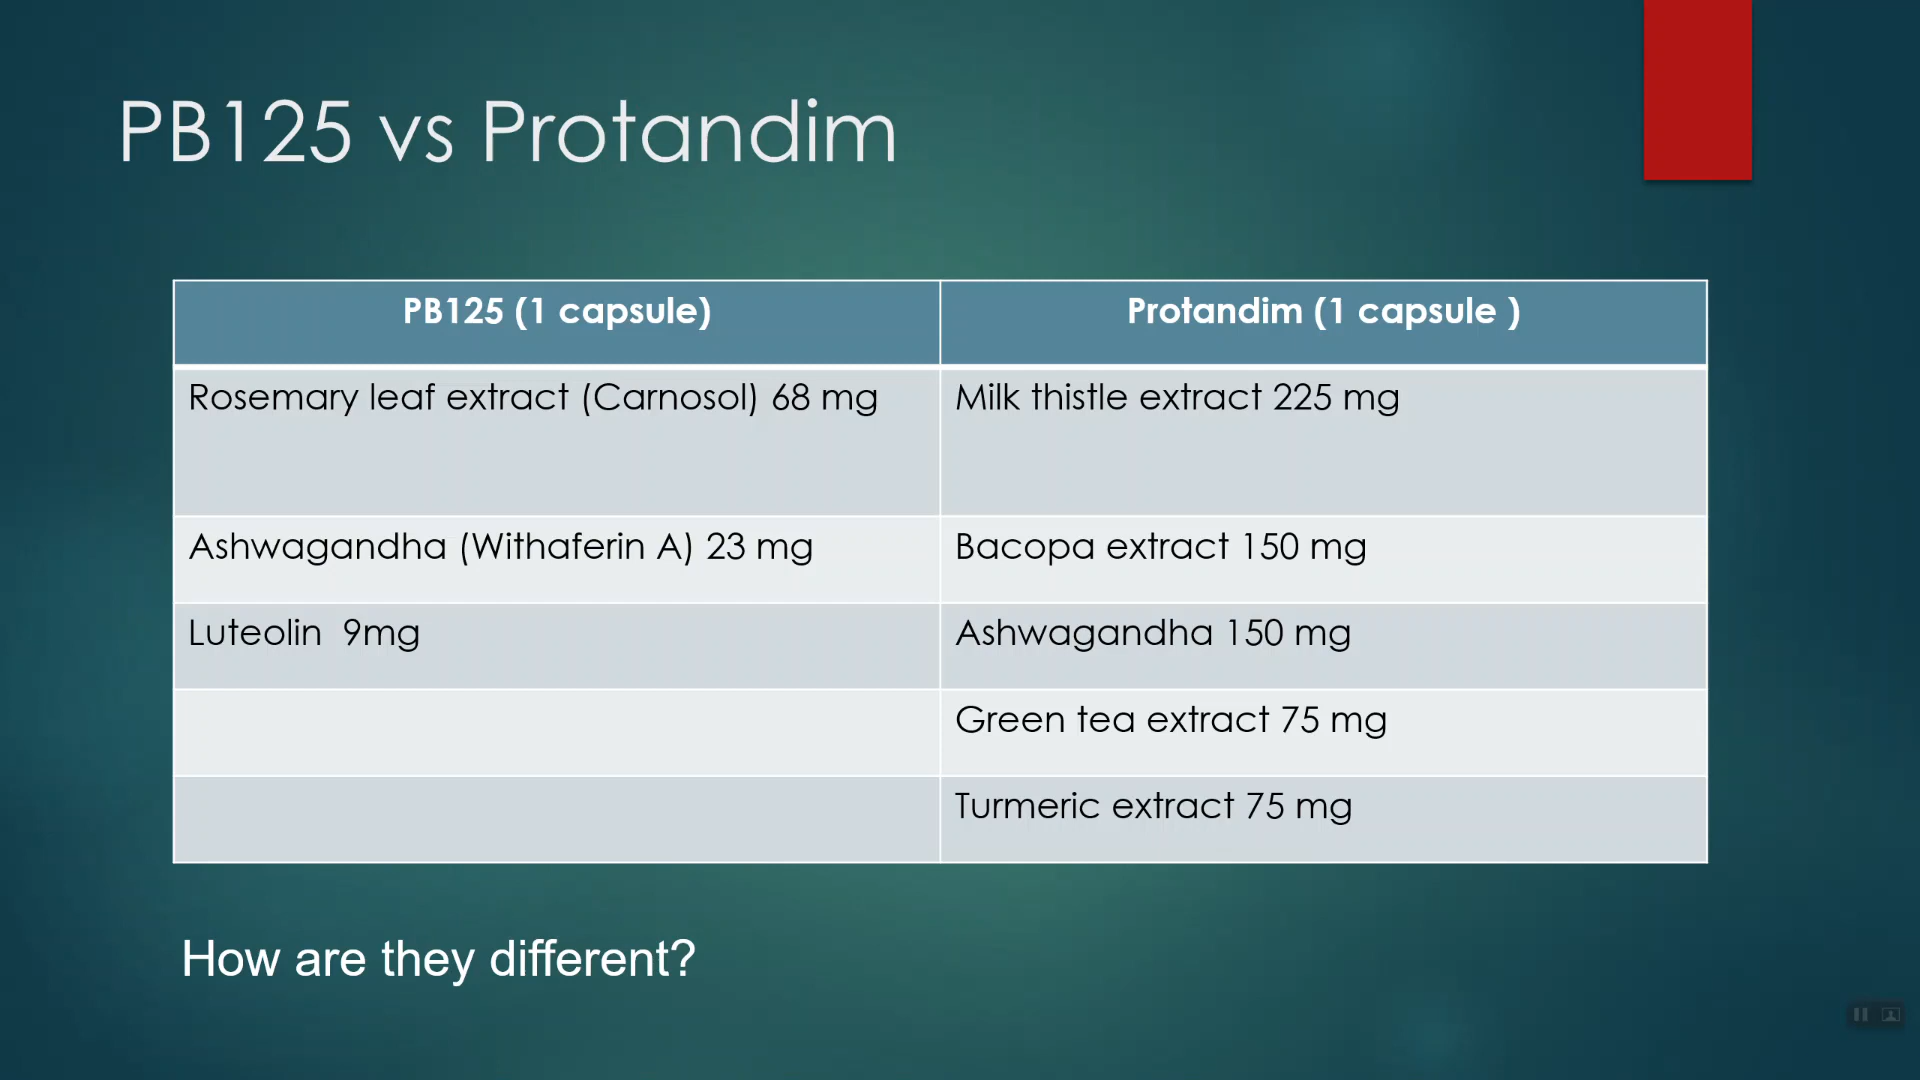 PB125 vs Protandim
PB125 (1 capsule)
Protandim (1 capsule )
Rosemary leaf extract (Carnosol) 68 mg
Milk thistle extract 225 mg
Ashwagandha (Withaferin A) 23 mg
Bacopa extract 150 mg
Luteolin  9mg
Ashwagandha 150 mg
Green tea extract 75 mg
Turmeric extract 75 mg
How are they different?